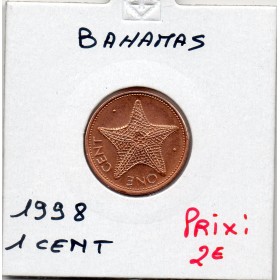 BAHAMAS
ONE CENT
1998
1 CENT
PRIX:
2€